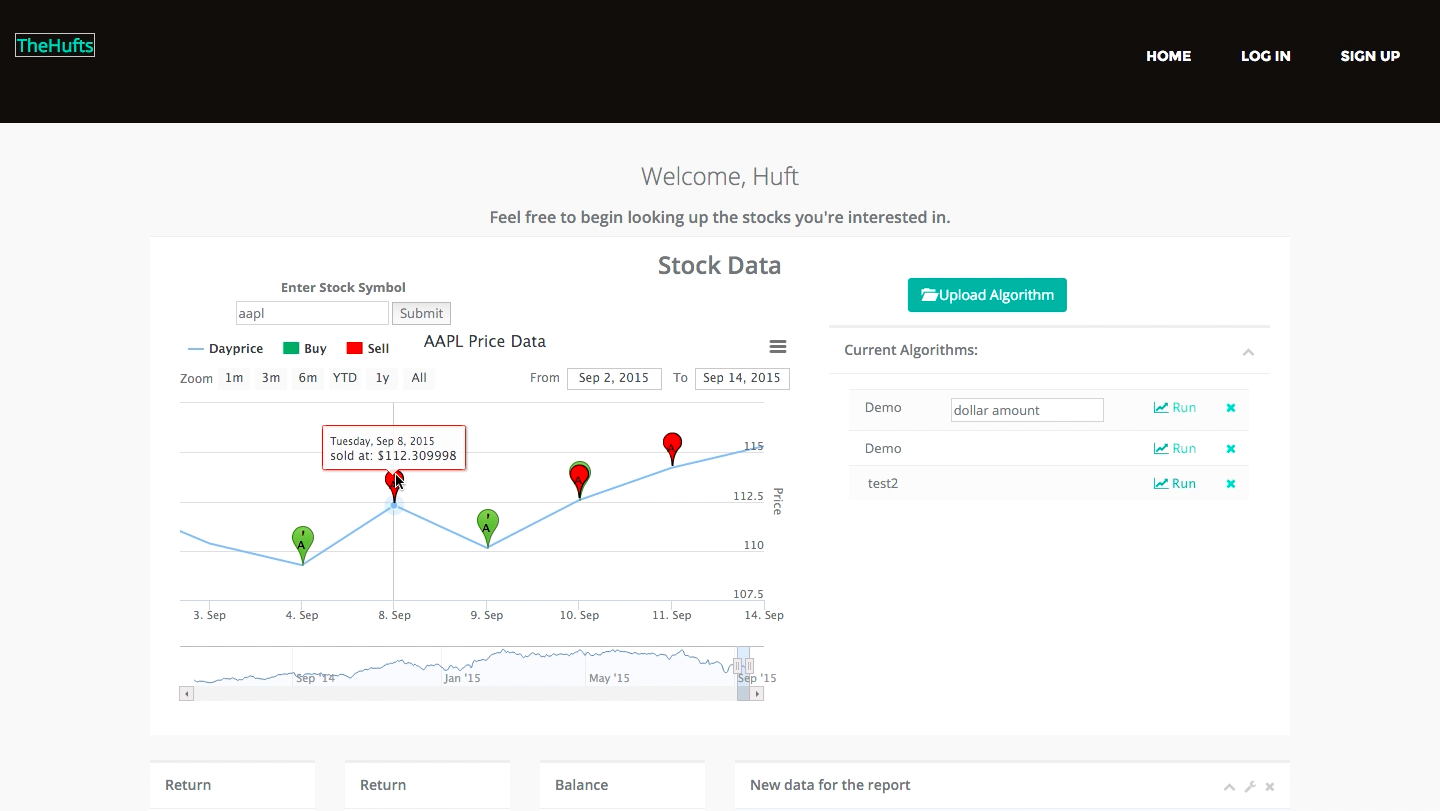 TheHufts
HOME LOG IN SIGN UP
Welcome, Huft
Feel free to begin looking up the stocks you're interested in.
Stock Data
Enter Stock Symbol
aapl Submit
Upload Algorithm
AAPL Price Data
Dayprice Buy Sell
Zoom 1m 3m 6m YTD 1y All From Sep 2, 2015 To Sep 14, 2015
Tuesday, Sep 8, 2015
sold at: $112.309998
115
112.5
110
107.5
Price
A
A
A
A
3. Sep 4. Sep 8. Sep 9. Sep 10. Sep 11. Sep 14. Sep
Sep '14 Jan '15 May '15 Sep '15
Current Algorithms:
Demo dollar amount Run
Demo Run
test2 Run
Return
Return
Balance
New data for the report